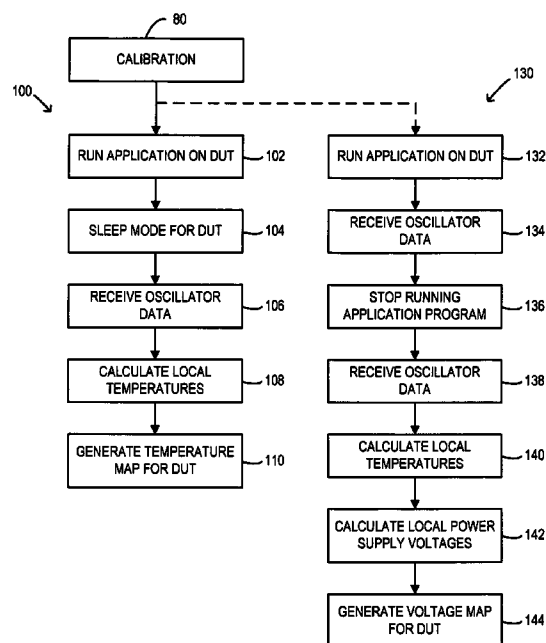 80
CALIBRATION
100
130
RUN APPLICATION ON DUT
102
SLEEP MODE FOR DUT
104
RECEIVE OSCILLATOR
DATA
106
CALCULATE LOCAL
TEMPERATURES
108
GENERATE TEMPERATURE
MAP FOR DUT
110
RUN APPLICATION ON DUT
132
RECEIVE OSCILLATOR
DATA
134
STOP RUNNING
APPLICATION PROGRAM
136
RECEIVE OSCILLATOR
DATA
138
CALCULATE LOCAL
TEMPERATURES
140
CALCULATE LOCAL POWER
SUPPLY VOLTAGES
142
GENERATE VOLTAGE MAP
FOR DUT
144